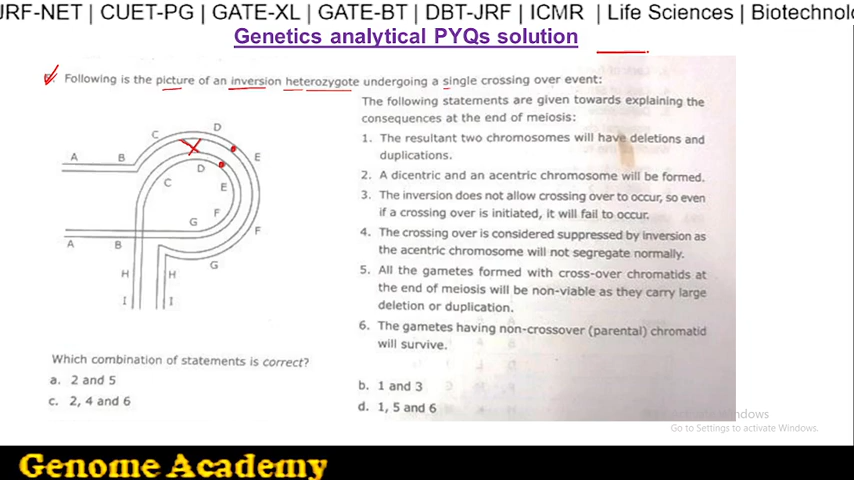 JRF-NET | CUET-PG | GATE-XL | GATE-BT | DBT-JRF | ICMR | Life Sciences | Biotechnolo
Genetics analytical PYQs solution
Following is the picture of an inversion heterozygote undergoing a single crossing over event:
The following statements are given towards explaining the
consequences at the end of meiosis:
1. The resultant two chromosomes will have deletions and
duplications.
2. A dicentric and an acentric chromosome will be formed.
3. The inversion does not allow crossing over to occur, so even
if a crossing over is initiated, it will fail to occur.
4. The crossing over is considered suppressed by inversion as
the acentric chromosome will not segregate normally.
5. All the gametes formed with cross-over chromatids at
the end of meiosis will be non-viable as they carry large
deletion or duplication.
6. The gametes having non-crossover (parental) chromatid
will survive.
C D
A B E
D
C E
F
G F
A B
G
H H
I I
Which combination of statements is correct?
a. 2 and 5
b. 1 and 3
c. 2, 4 and 6
d. 1, 5 and 6
Go to Settings to activate Windows.
Genome Academy